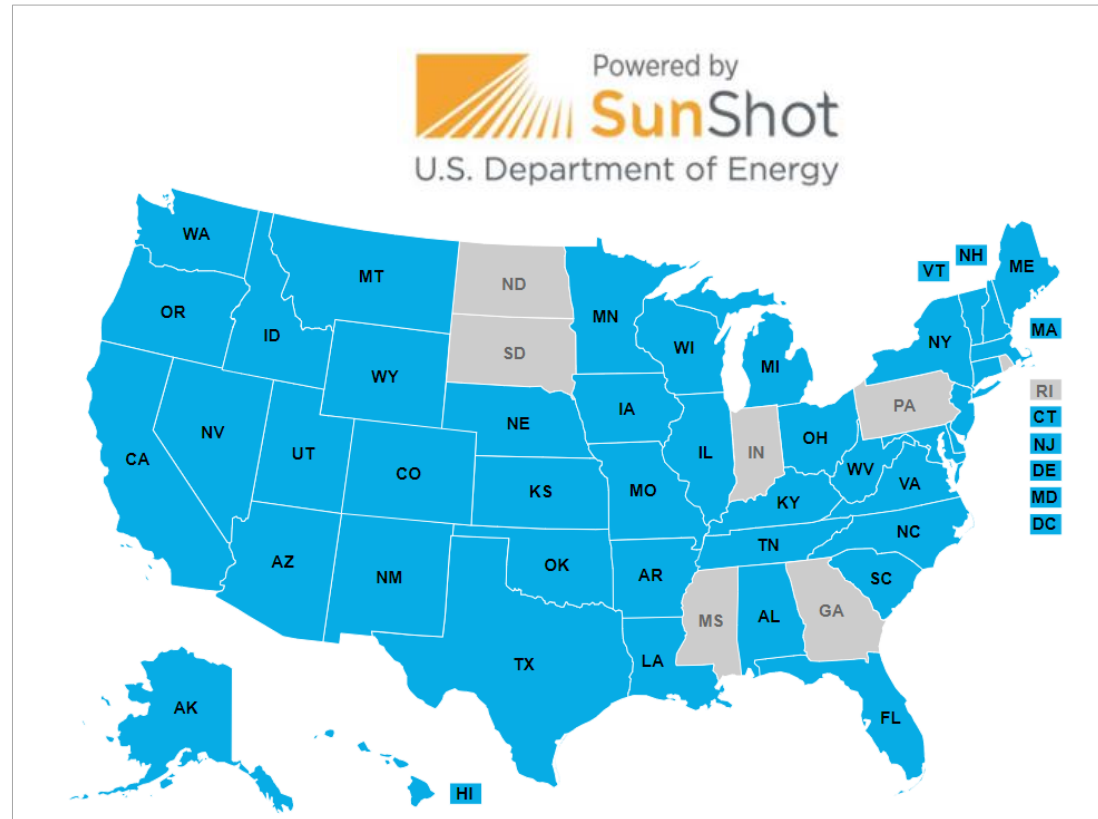 Powered by
SunShot
U.S. Department of Energy
WA
MT
ND
MN
VT
NH
ME
OR
ID
SD
WI
MI
NY
MA
WY
RI
PA
CT
NE
IA
NV
UT
CO
IL
IN
OH
NJ
CA
KS
MO
WV
VA
DE
KY
MD
NC
DC
AZ
NM
OK
AR
TN
SC
MS
AL
GA
TX
LA
AK
FL
HI